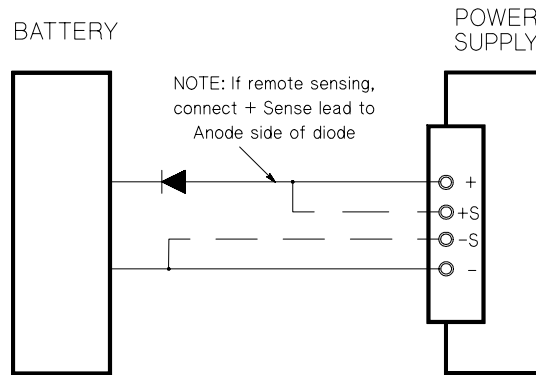 BATTERY
POWER
SUPPLY
NOTE: If remote sensing,
connect + Sense lead to
Anode side of diode
+
+S
-S
-